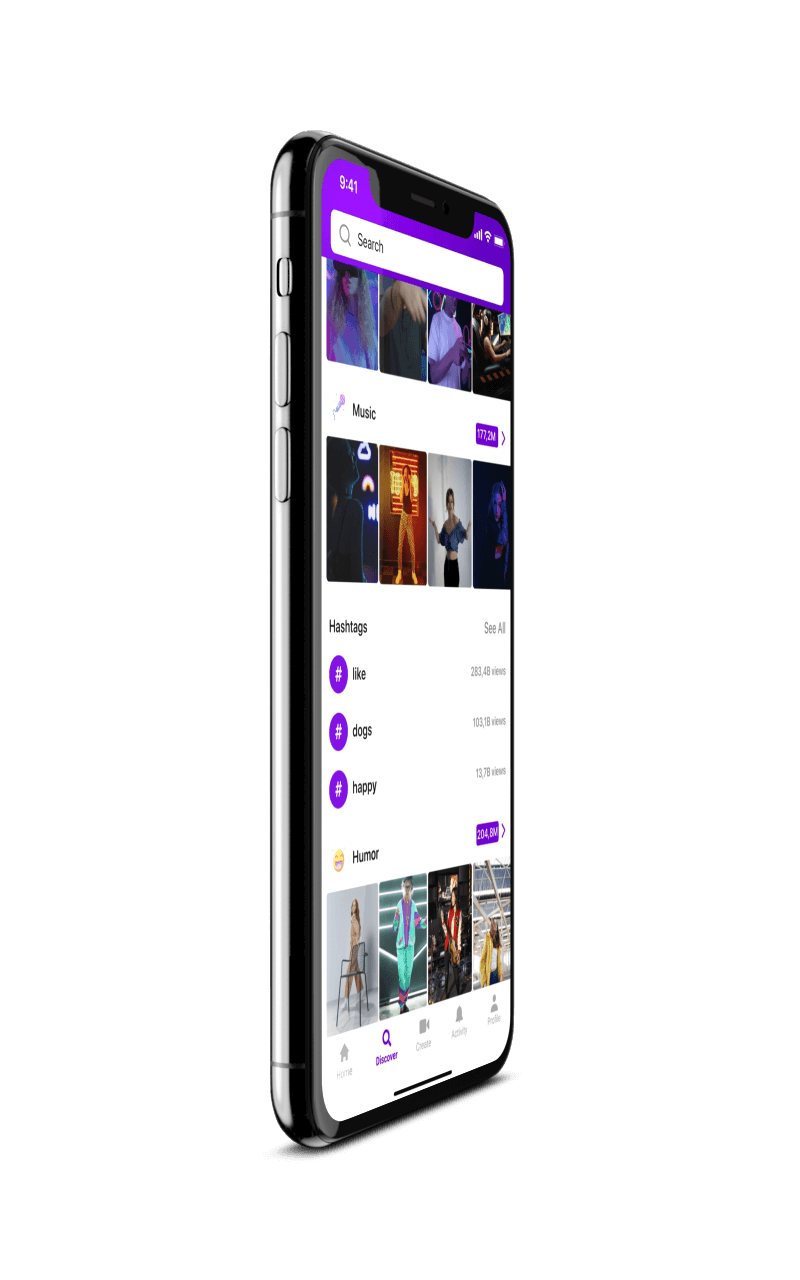 9:41
Search
Music
177,2M
Hashtags
See All
# like
283,4B views
# dogs
103,1B views
# happy
13,7B views
204,8M
Humor
Home
Discover
Create
Activity
Profile